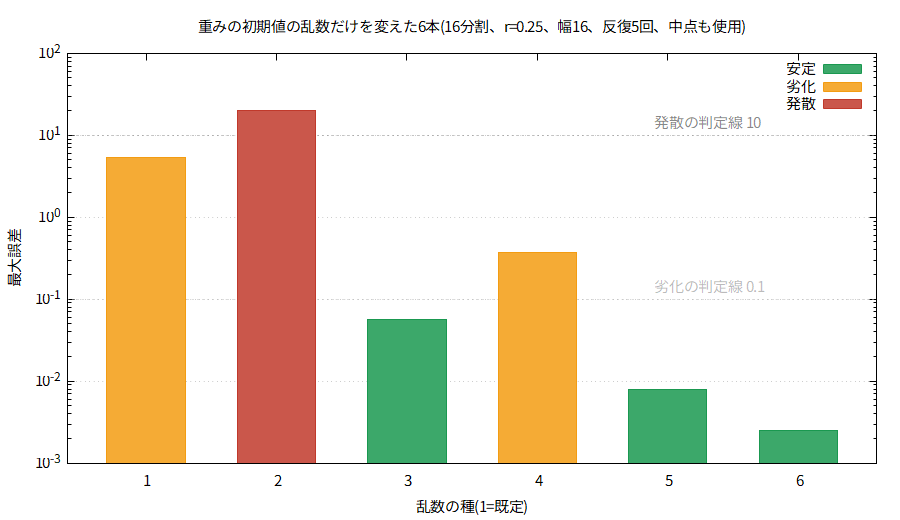 重みの初期値の乱数だけを変えた6本(16分割、r=0.25、幅16、反復5回、中点も使用)
安定
劣化
発散
発散の判定線 10
劣化の判定線 0.1
最大誤差
10^2
10^1
10^0
10^-1
10^-2
10^-3
1 2 3 4 5 6
乱数の種(1=既定)